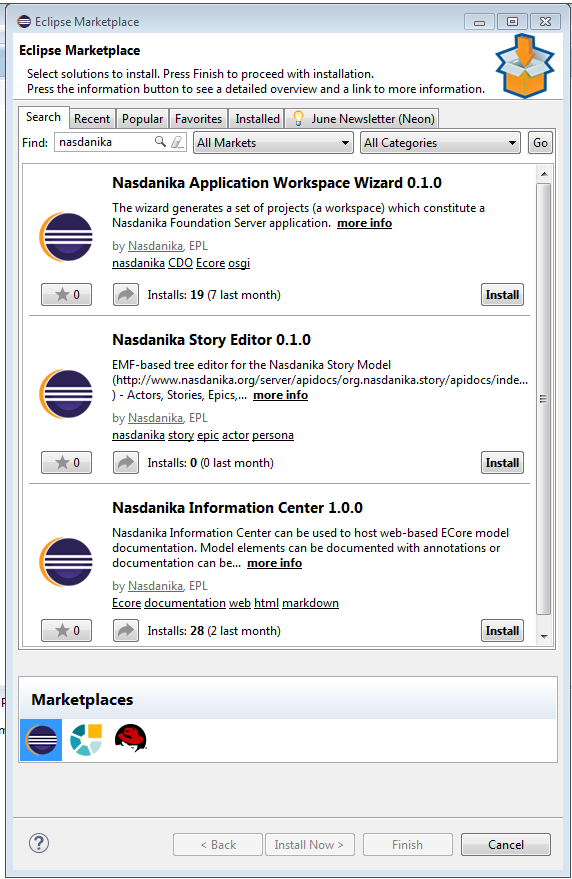 Eclipse Marketplace
Eclipse Marketplace
Select solutions to install. Press Finish to proceed with installation.
Press the information button to see a detailed overview and a link to more information.
Search Recent Popular Favorites Installed June Newsletter (Neon)
Find: nasdanika All Markets All Categories Go
Nasdanika Application Workspace Wizard 0.1.0
The wizard generates a set of projects (a workspace) which constitute a
Nasdanika Foundation Server application. more info
by Nasdanika, EPL
nasdanika CDO Ecore osgi
0 Installs: 19 (7 last month) Install
Nasdanika Story Editor 0.1.0
EMF-based tree editor for the Nasdanika Story Model
(http://www.nasdanika.org/server/apidocs/org.nasdanika.story/apidocs/inde...
) - Actors, Stories, Epics,... more info
by Nasdanika, EPL
nasdanika story epic actor persona
0 Installs: 0 (0 last month) Install
Nasdanika Information Center 1.0.0
Nasdanika Information Center can be used to host web-based ECore model
documentation. Model elements can be documented with annotations or
documentation can be... more info
by Nasdanika, EPL
Ecore documentation web html markdown
0 Installs: 28 (2 last month) Install
Marketplaces
? < Back Install Now > Finish Cancel